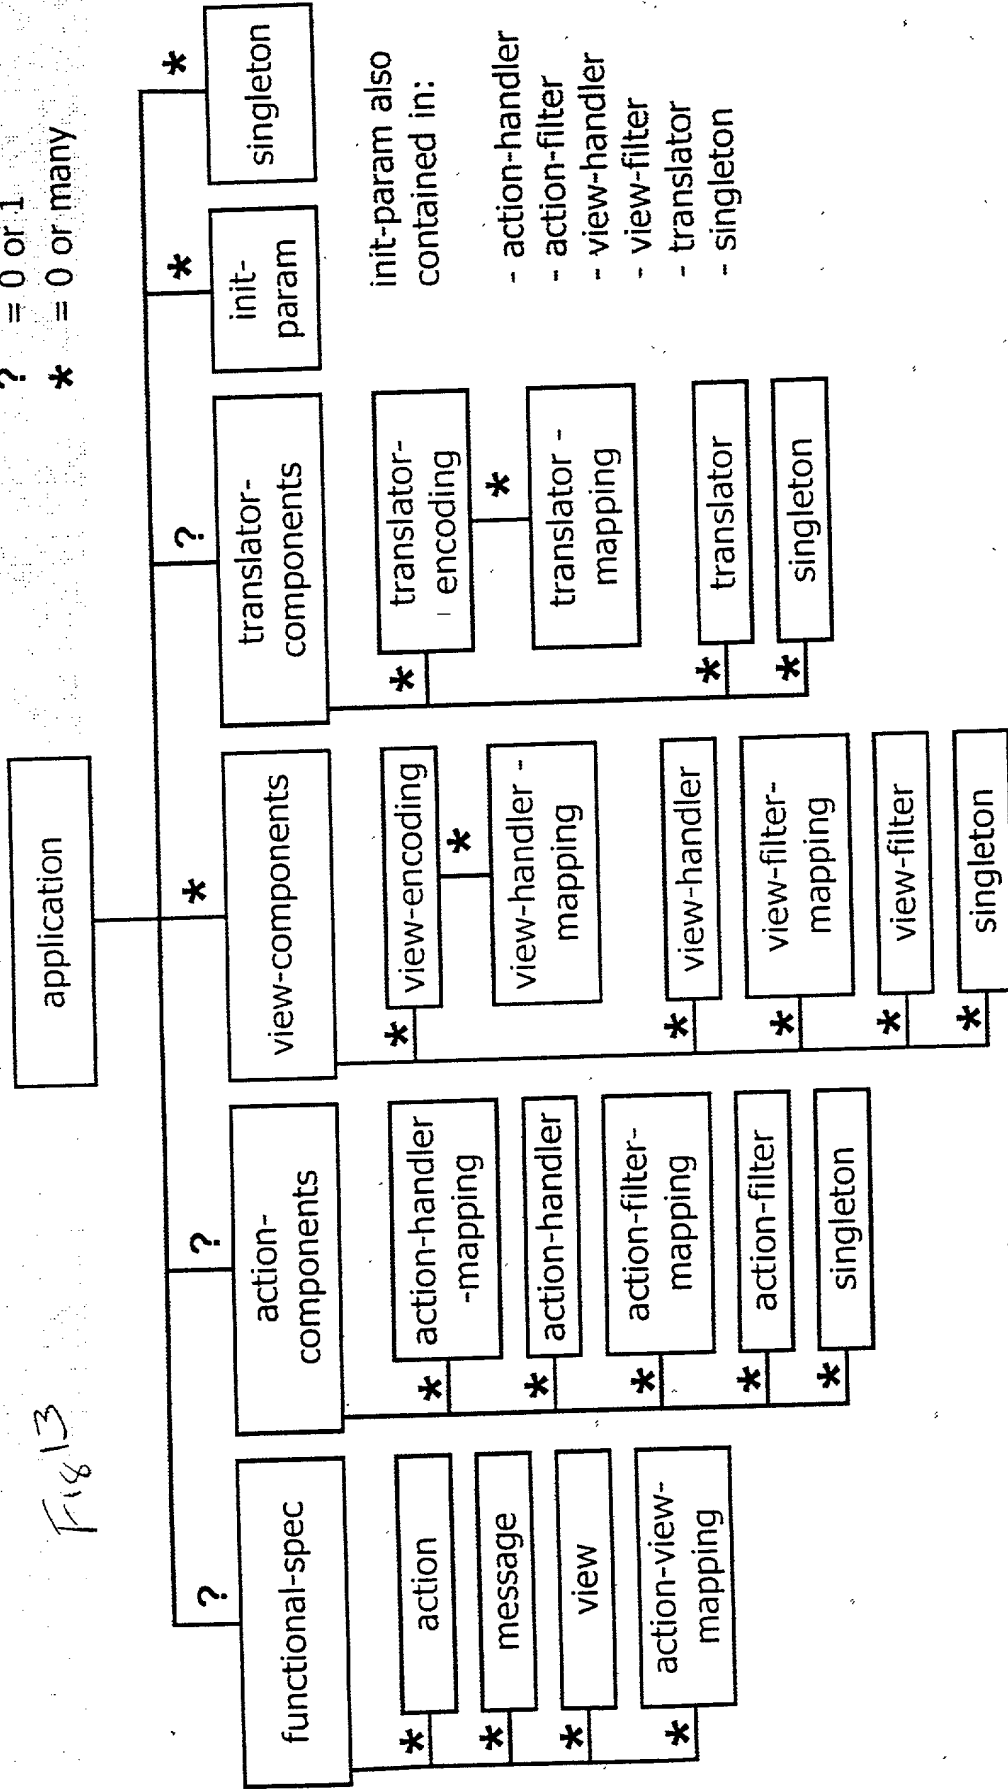 Fig 13
? = 0 or 1
* = 0 or many
application
?
?
*
?
*
*
functional-spec
action-
components
view-components
translator-
components
init-
param
singleton
*
action
*
message
*
view
*
action-view-
mapping
*
action-handler
-mapping
*
action-handler
*
action-filter-
mapping
*
action-filter
*
singleton
*
view-encoding
*
view-handler -
mapping
*
view-handler
*
view-filter-
mapping
*
view-filter
*
singleton
*
translator-
encoding
*
translator -
mapping
*
translator
*
singleton
init-param also
contained in:
- action-handler
- action-filter
- view-handler
- view-filter
- translator
- singleton